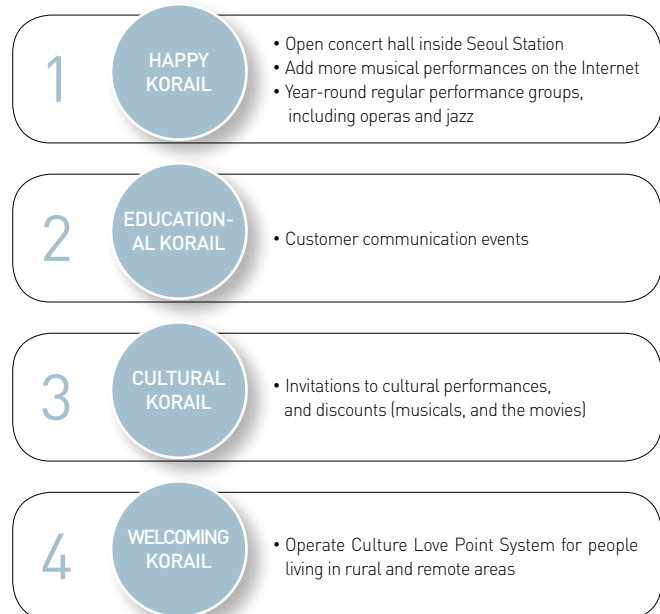 1
HAPPY
KORAIL
• Open concert hall inside Seoul Station
• Add more musical performances on the Internet
• Year-round regular performance groups,
including operas and jazz
2
EDUCATION-
AL KORAIL
• Customer communication events
3
CULTURAL
KORAIL
• Invitations to cultural performances,
and discounts (musicals, and the movies)
4
WELCOMING
KORAIL
• Operate Culture Love Point System for people
living in rural and remote areas